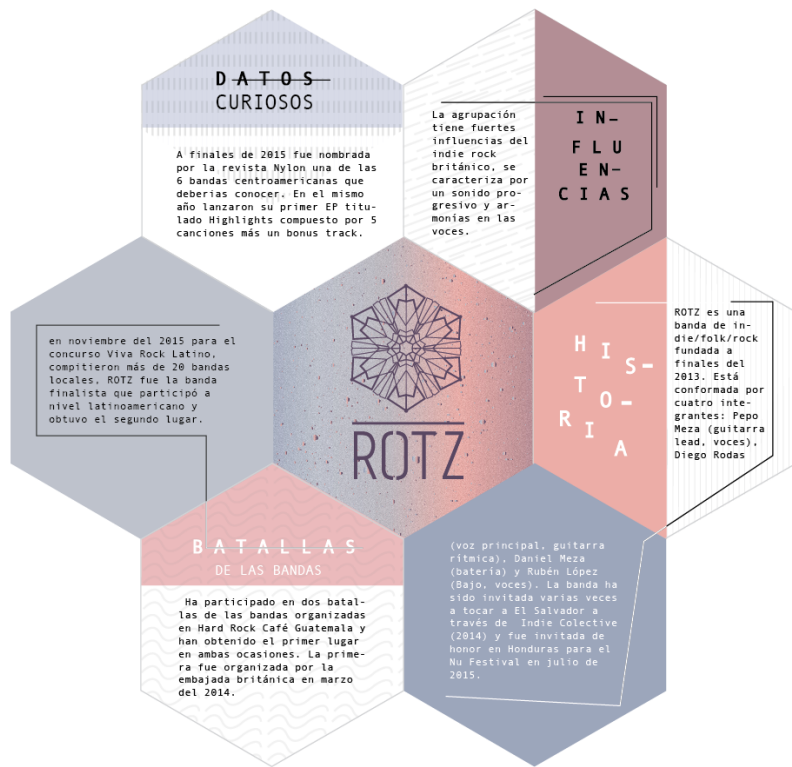 DATOS
CURIOSOS
A finales de 2015 fue nombrada
por la revista Nylon una de las
6 bandas centroamericanas que
deberías conocer. En el mismo
año lanzaron su primer EP titu-
lado Highlights compuesto por 5
canciones más un bonus track.
IN-
FLU
EN-
CIAS
La agrupación
tiene fuertes
influencias del
indie rock
británico, se
caracteriza por
un sonido pro-
gresivo y ar-
monías en las
voces.
HIS-
TO-
RIA
ROTZ es una
banda de in-
die/folk/rock
fundada a
finales del
2013. Está
conformada por
cuatro inte-
grantes: Pepo
Meza (guitarra
lead, voces),
Diego Rodas
(voz principal, guitarra
rítmica), Daniel Meza
(batería) y Rubén López
(Bajo, voces). La banda ha
sido invitada varias veces
a tocar a El Salvador a
través de Indie Colective
(2014) y fue invitada de
honor en Honduras para el
Nu Festival en julio de
2015.
ROTZ
BATALLAS
DE LAS BANDAS
Ha participado en dos batal-
las de las bandas organizadas
en Hard Rock Café Guatemala y
han obtenido el primer lugar
en ambas ocasiones. La prime-
ra fue organizada por la
embajada británica en marzo
del 2014.
en noviembre del 2015 para el
concurso Viva Rock Latino,
compitieron más de 20 bandas
locales, ROTZ fue la banda
finalista que participó a
nivel latinoamericano y
obtuvo el segundo lugar.